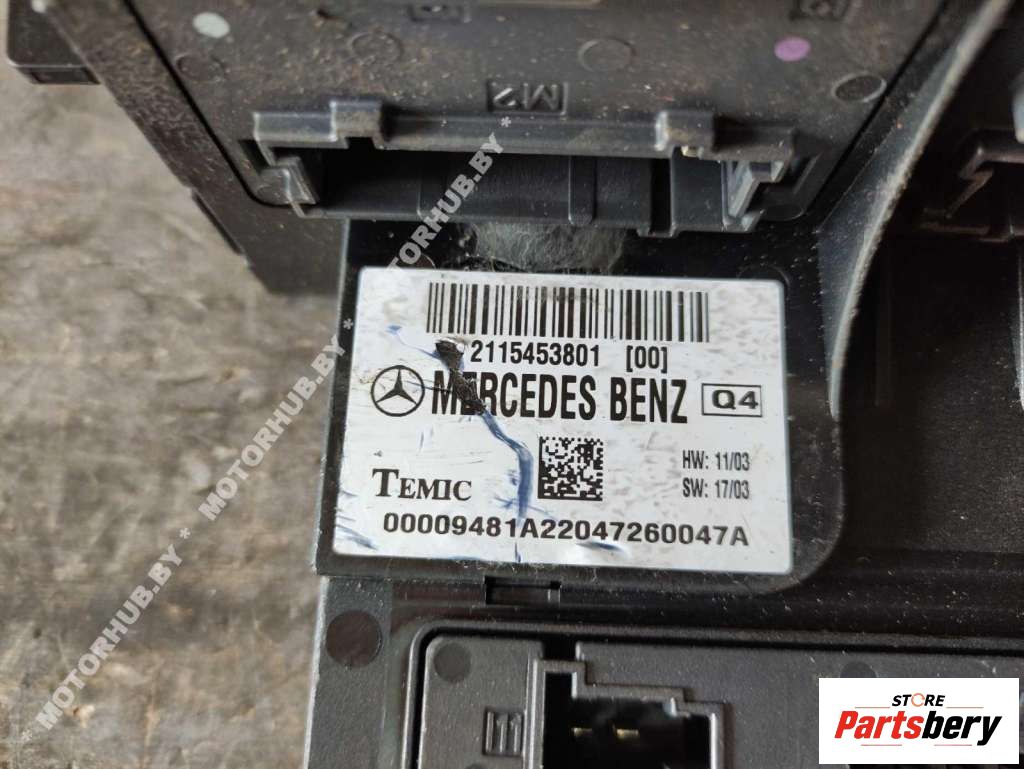 M2
2115453801 [00]
MERCEDES BENZ Q4
HW: 11/03
SW: 17/03
TEMIC
00009481A22047260047A
MOTORHUB.BY * MOTORHUB.BY * MOTORHUB.BY * MOTORHUB.BY *
STORE
Partsbery